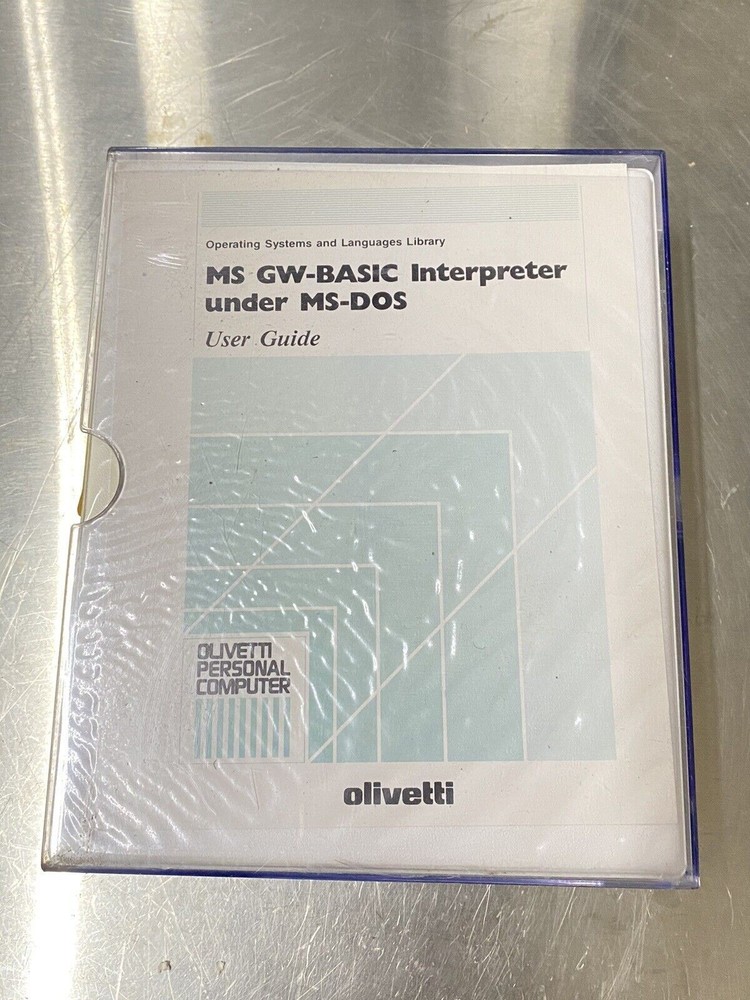 Operating Systems and Languages Library
MS GW-BASIC Interpreter
under MS-DOS
User Guide
OLIVETTI
PERSONAL
COMPUTER
olivetti